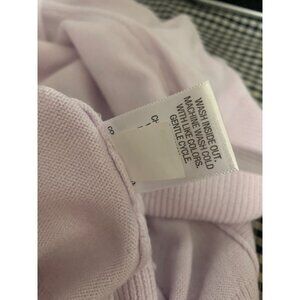 WASH INSIDE OUT.
MACHINE WASH COLD
WITH LIKE COLORS.
GENTLE CYCLE.